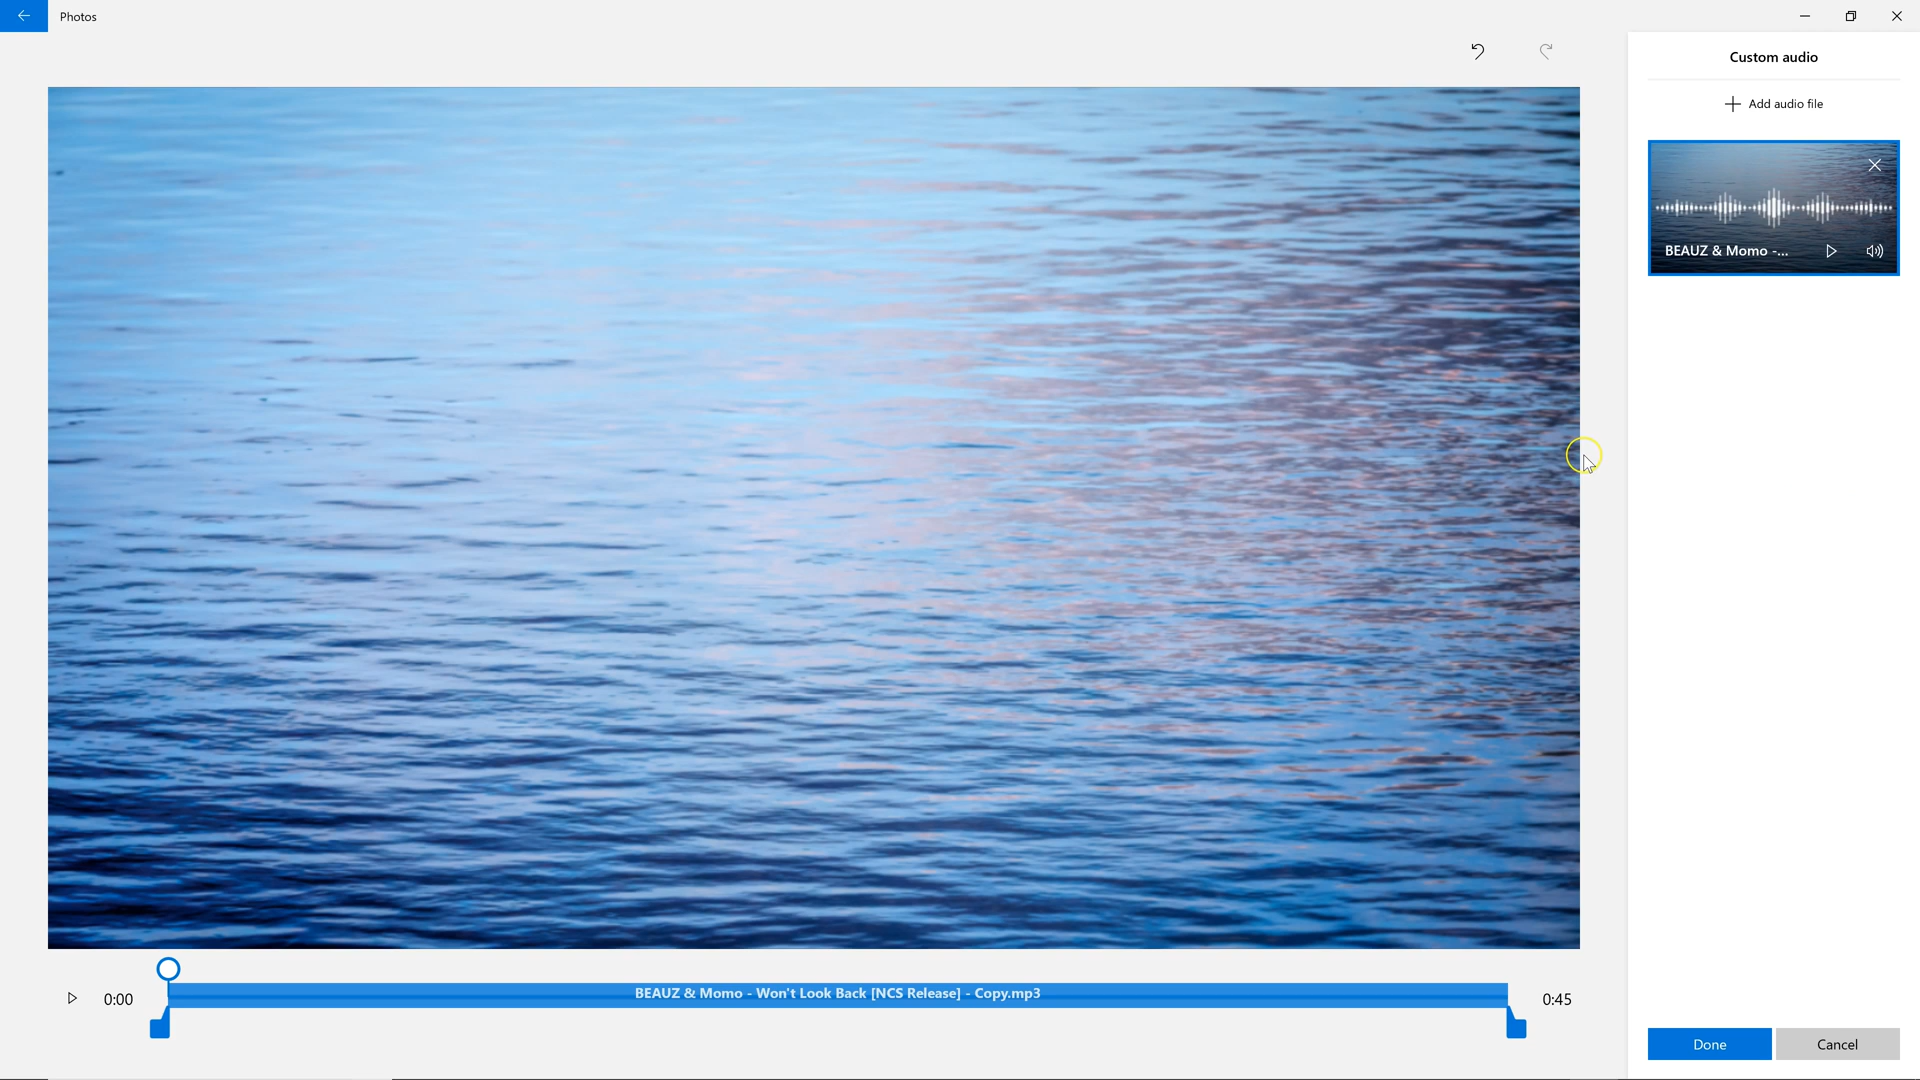 Photos
Custom audio
Add audio file
BEAUZ & Momo -...
BEAUZ & Momo - Won't Look Back [NCS Release] - Copy.mp3
0:00
0:45
Done
Cancel